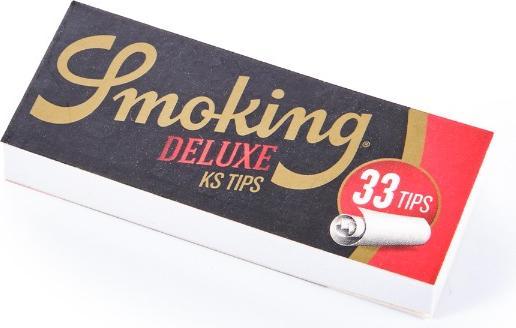 Smoking®
DELUXE
KS TIPS
33 TIPS